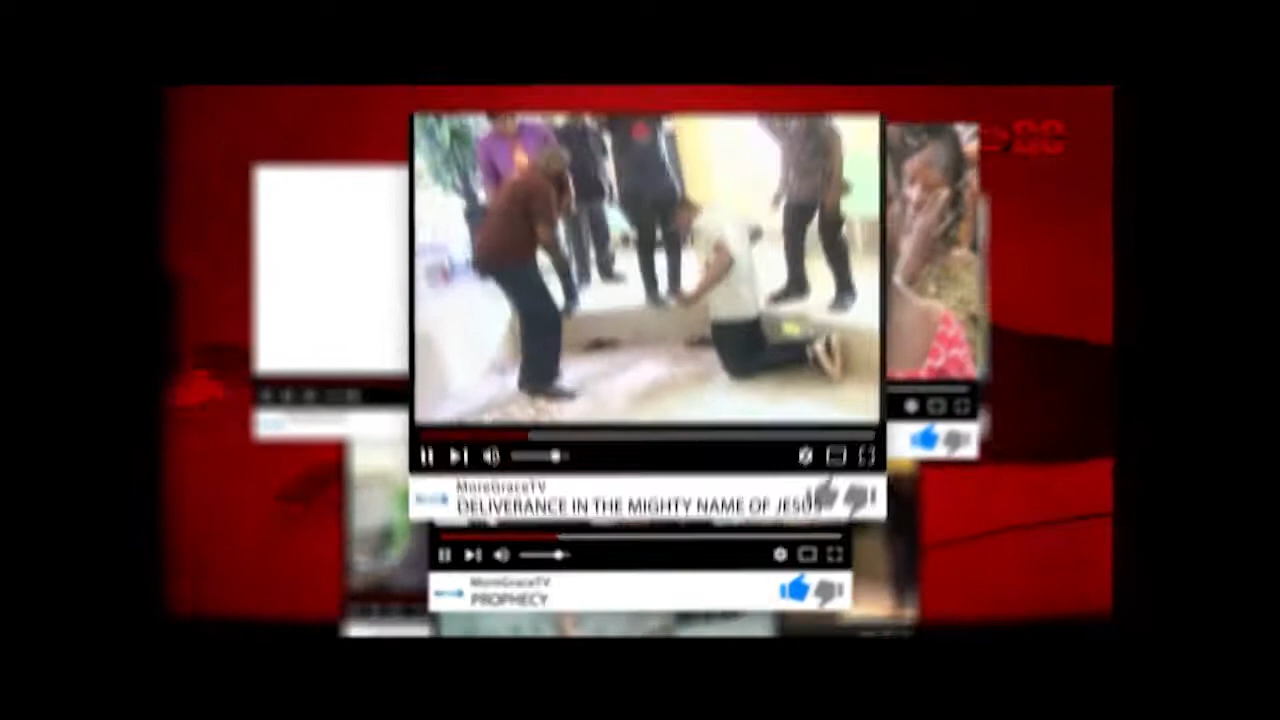 MoreGraceTV
DELIVERANCE IN THE MIGHTY NAME OF JESUS
MoreGraceTV
PROPHECY